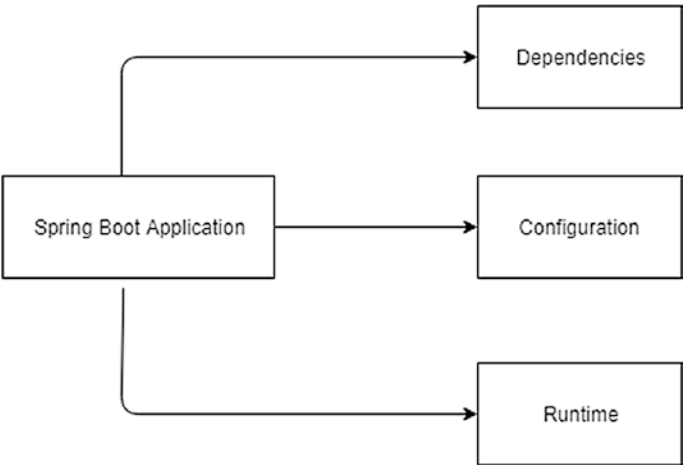 Dependencies
Spring Boot Application
Configuration
Runtime